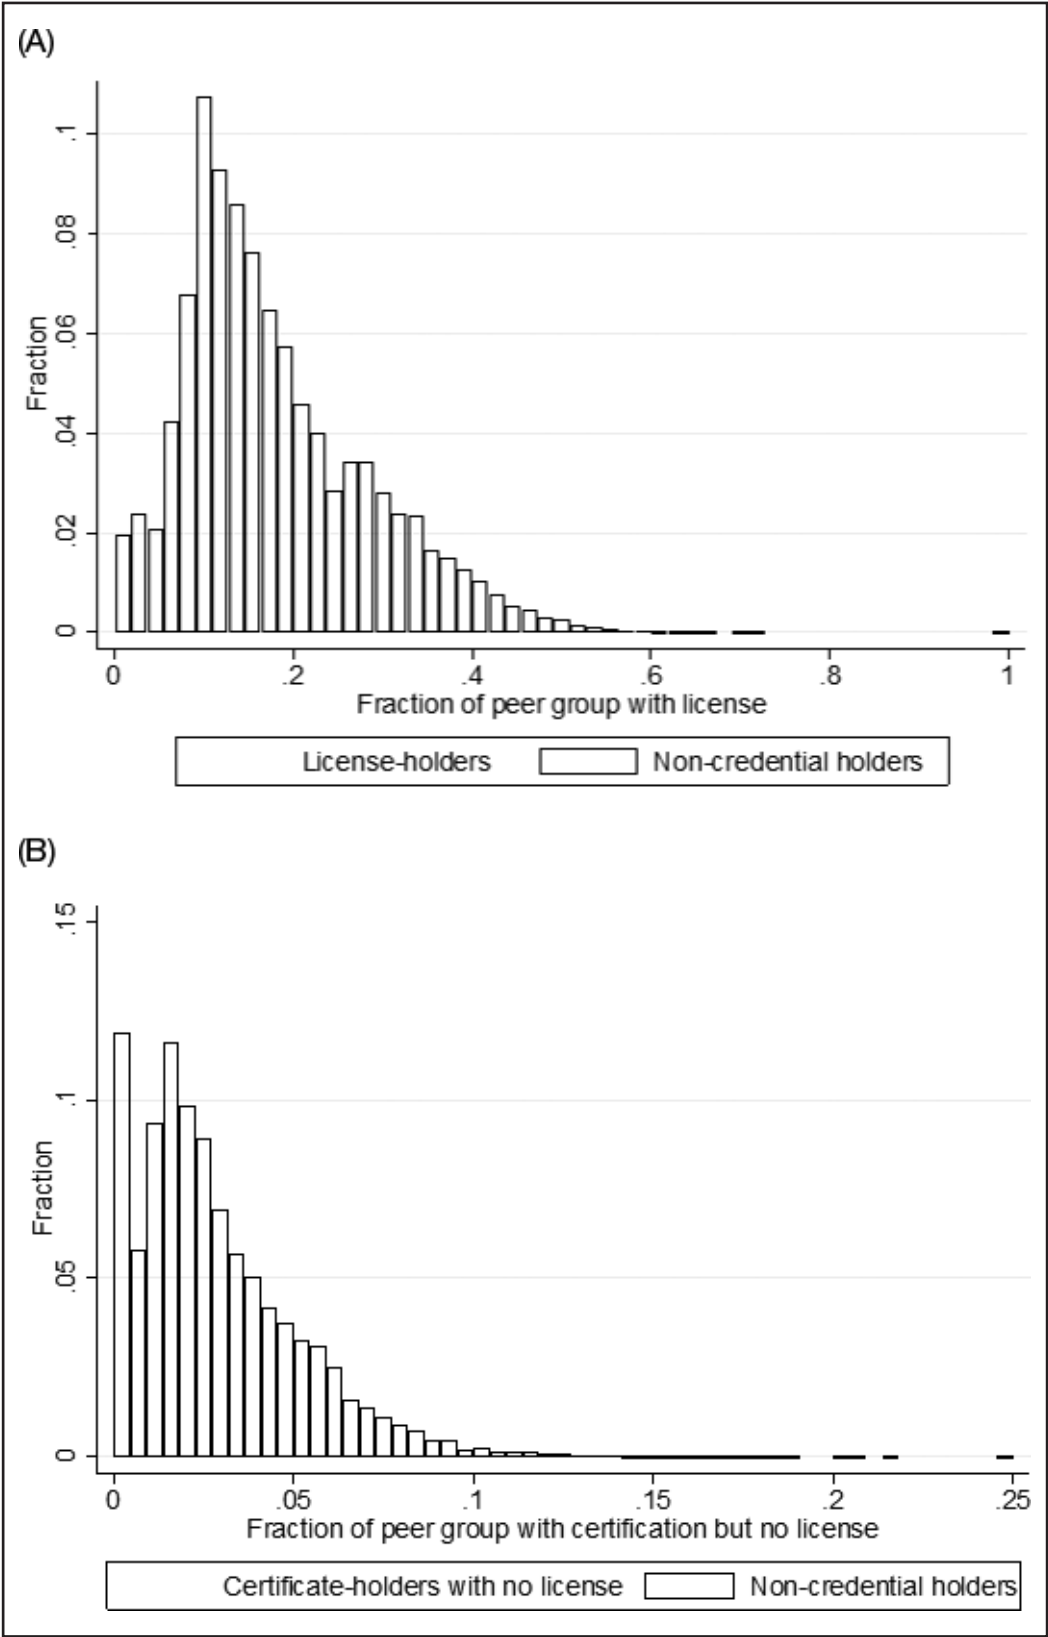 (A)
.1
.08
.06
.04
.02
0
Fraction
0 .2 .4 .6 .8 1
Fraction of peer group with license
License-holders Non-credential holders
(B)
.15
.1
.05
0
Fraction
0 .05 .1 .15 .2 .25
Fraction of peer group with certification but no license
Certificate-holders with no license Non-credential holders